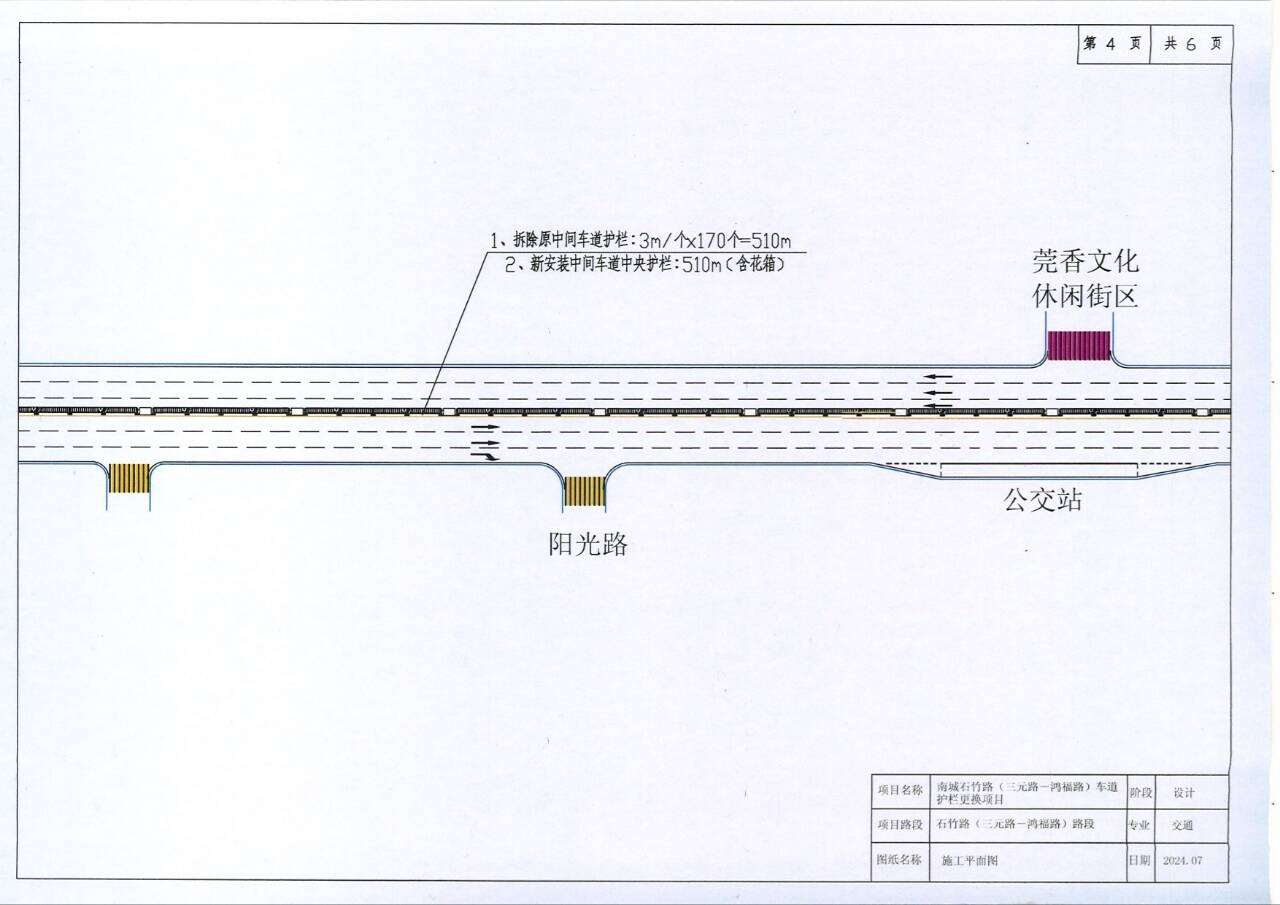 第 4 页 共 6 页
1、拆除原中间车道护栏:3m/个x170个=510m
2、新安装中间车道中央护栏:510m(含花箱)
莞香文化
休闲街区
公交站
阳光路
项目名称 南城石竹路(三元路-鸿福路)车道护栏更换项目 阶段 设计
项目路段 石竹路(三元路-鸿福路)路段 专业 交通
图纸名称 施工平面图 日期 2024.07